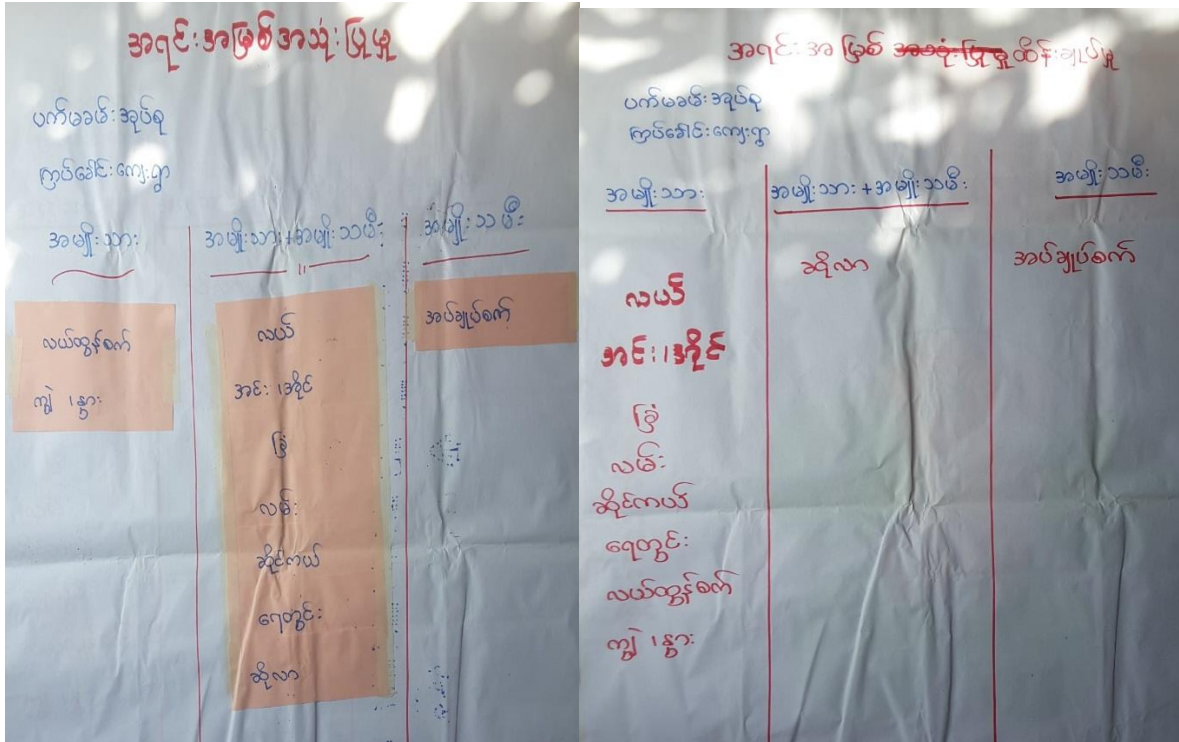 အရင်းအမြစ်အသုံးပြုမှု
ပက်မခမ်းအုပ်စု
ကြပ်ခေါင်းကျေးရွာ
အမျိုးသား
အမျိုးသား+အမျိုးသမီး
အမျိုးသမီး
လယ်ထွန်စက်
ကျွဲ ၊နွား
လယ်
အင်း ၊အိုင်
ခြံ
လမ်း
ဆိုင်ကယ်
ရေတွင်း
ဆိုလာ
အပ်ချုပ်စက်
အရင်းအမြစ် အသုံးပြုမှု ထိန်းချုပ်မှု
ပက်မခမ်းအုပ်စု
ကြပ်ခေါင်းကျေးရွာ
အမျိုးသား
အမျိုးသား+အမျိုးသမီး
အမျိုးသမီး
လယ်
အင်း၊အိုင်
ခြံ
လမ်း
ဆိုင်ကယ်
ရေတွင်း
လယ်ထွန်စက်
ကျွဲ ၊နွား
ဆိုလာ
အပ်ချုပ်စက်